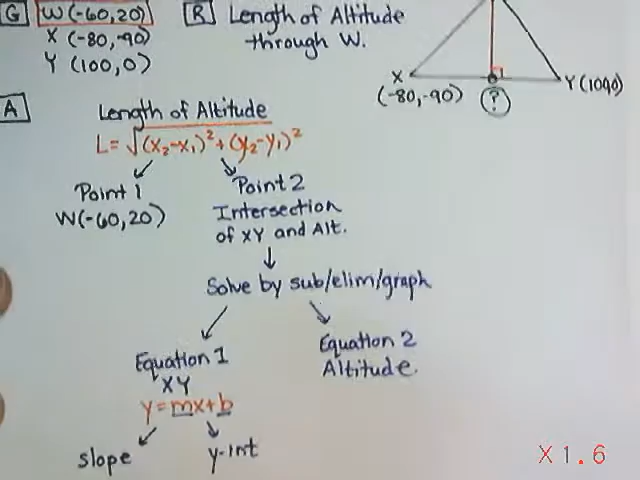 G W(-60,20)
X (-80,-90)
Y (100,0)
R Length of Altitude
through W.
X
(-80,-90)
?
Y(100,0)
A Length of Altitude
L=√(x₂-x₁)²+(y₂-y₁)²
Point 1
W(-60,20)
Point 2
Intersection
of XY and Alt.
Solve by sub/elim/graph
Equation 1
XY
y=mx+b
slope
y-int
Equation 2
Altitude.
X1.6